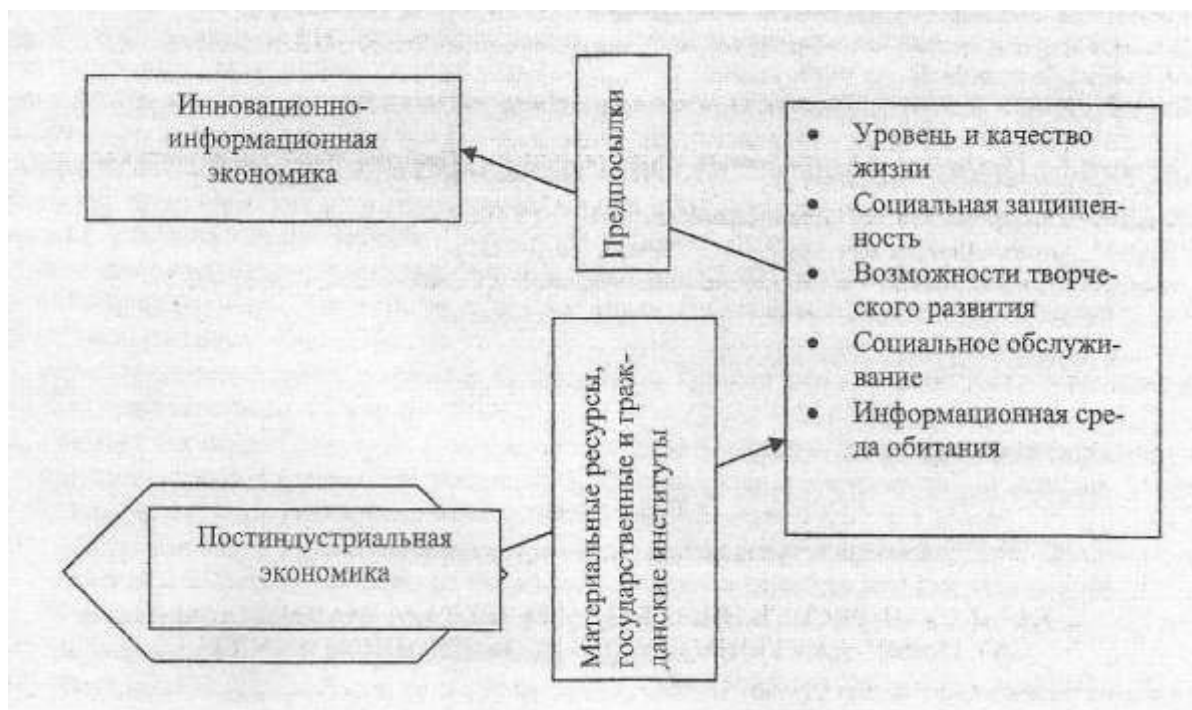 Инновационно-
информационная
экономика
Предпосылки
• Уровень и качество
жизни
• Социальная защищен-
ность
• Возможности творче-
ского развития
• Социальное обслужи-
вание
• Информационная сре-
да обитания
Материальные ресурсы,
государственные и граж-
данские институты
Постиндустриальная
экономика